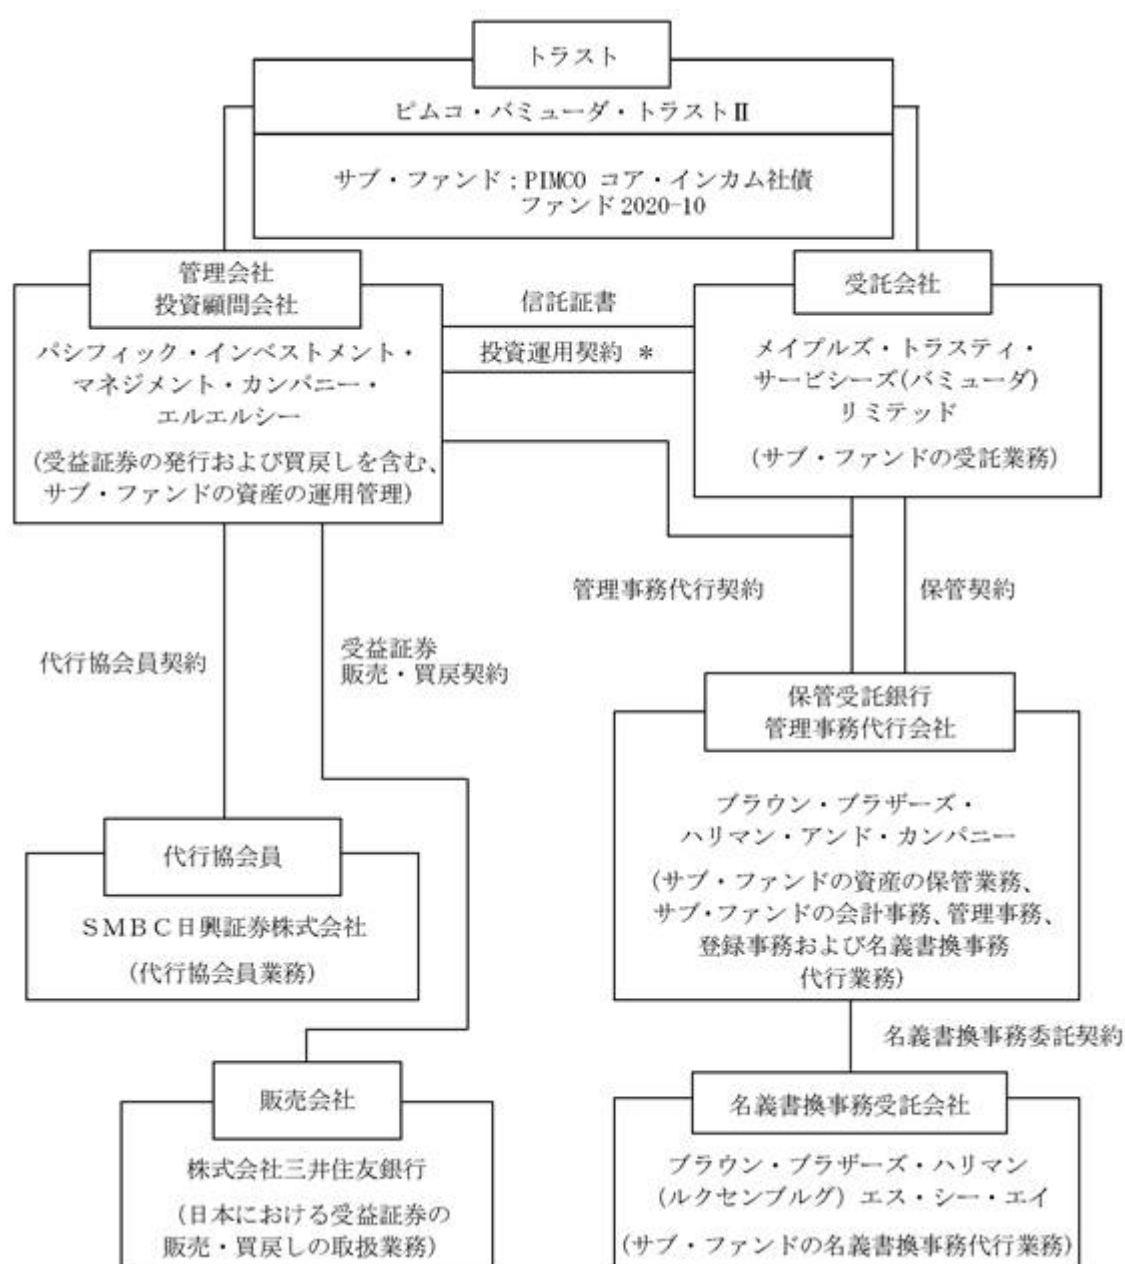 トラスト
ピムコ・バミューダ・トラストⅡ
サブ・ファンド:PIMCO コア・インカム社債
ファンド2020-10
管理会社
投資顧問会社
パシフィック・インベストメント・
マネジメント・カンパニー・
エルエルシー
(受益証券の発行および買戻しを含む、
サブ・ファンドの資産の運用管理)
信託証書
投資運用契約 *
受託会社
メイプルズ・トラスティ・
サービシーズ(バミューダ)
リミテッド
(サブ・ファンドの受託業務)
管理事務代行契約
保管契約
代行協会員契約
受益証券
販売・買戻契約
保管受託銀行
管理事務代行会社
ブラウン・ブラザーズ・
ハリマン・アンド・カンパニー
(サブ・ファンドの資産の保管業務、
サブ・ファンドの会計事務、管理事務、
登録事務および名義書換事務
代行業務)
代行協会員
SMBC日興証券株式会社
(代行協会員業務)
名義書換事務委託契約
販売会社
株式会社三井住友銀行
(日本における受益証券の
販売・買戻しの取扱業務)
名義書換事務受託会社
ブラウン・ブラザーズ・ハリマン
(ルクセンブルグ) エス・シー・エイ
(サブ・ファンドの名義書換事務代行業務)